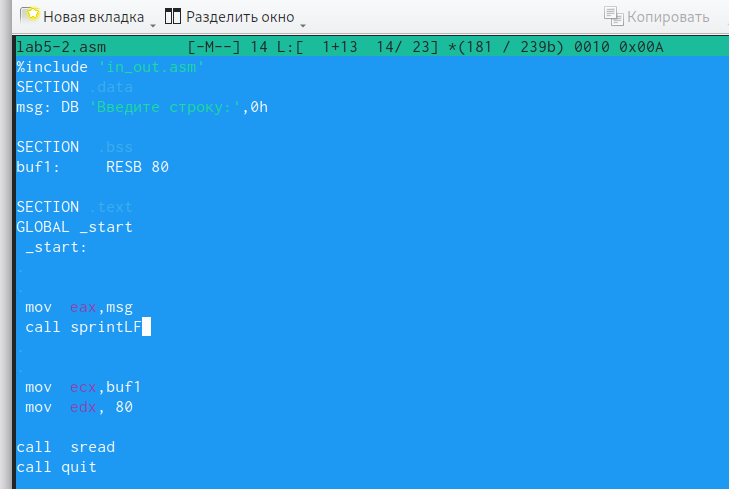 Новая вкладка Разделить окно Копировать
lab5-2.asm [-M--] 14 L:[ 1+13 14/ 23] *(181 / 239b) 0010 0x00A
%include 'in_out.asm'
SECTION .data
msg: DB 'Введите строку:',0h
SECTION .bss
buf1: RESB 80
SECTION .text
GLOBAL _start
_start:
.
.
mov eax,msg
call sprintLF
.
.
mov ecx,buf1
mov edx, 80
call sread
call quit